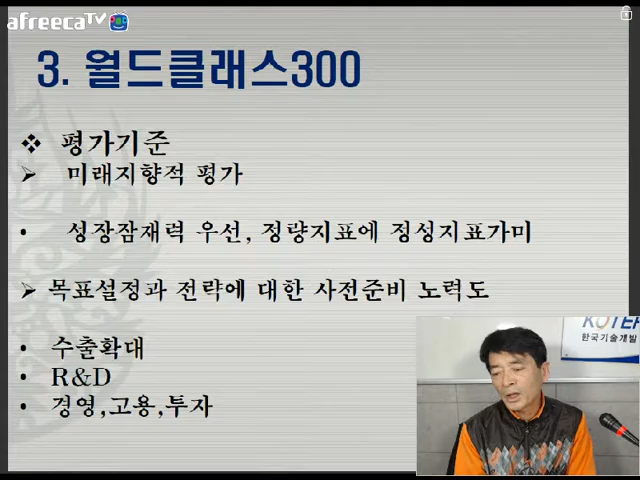 afreecaTV
3. 월드클래스300
❖ 평가기준
➢ 미래지향적 평가
• 성장잠재력 우선, 정량지표에 정성지표가미
➢ 목표설정과 전략에 대한 사전준비 노력도
• 수출확대
• R&D
• 경영,고용,투자
한국기술개발